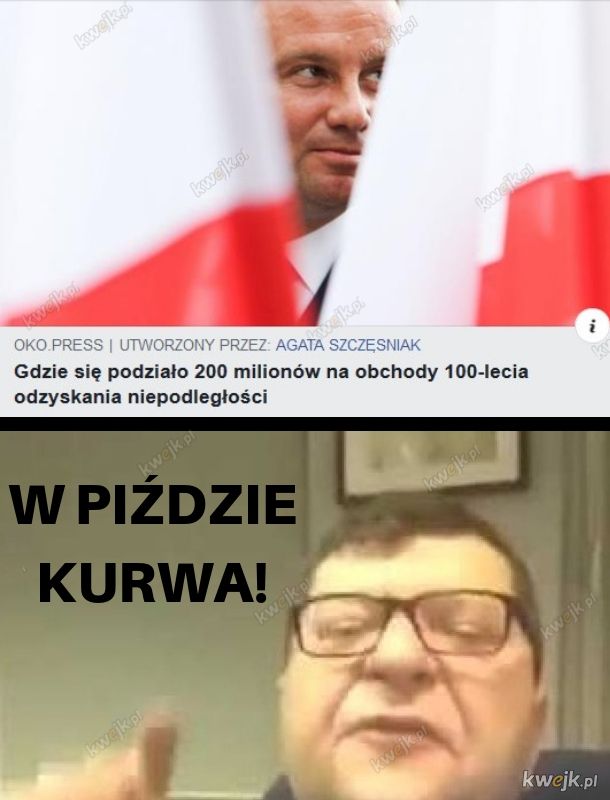 OKO.PRESS | UTWORZONY PRZEZ: AGATA SZCZĘSNIAK
i
Gdzie się podziało 200 milionów na obchody 100-lecia
odzyskania niepodległości
W PIŹDZIE
KURWA!
kwejk.pl